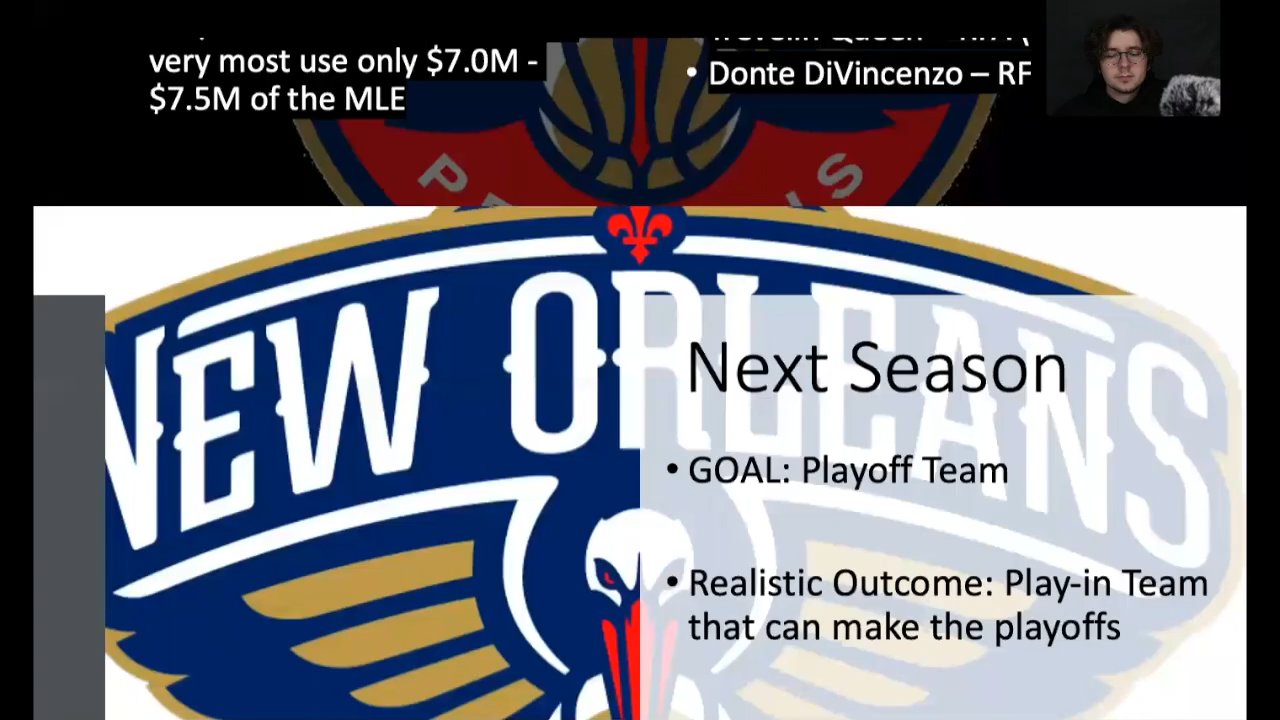 very most use only $7.0M -
$7.5M of the MLE
• Donte DiVincenzo – RF
NEW ORLEANS
Next Season
• GOAL: Playoff Team
• Realistic Outcome: Play-in Team
that can make the playoffs